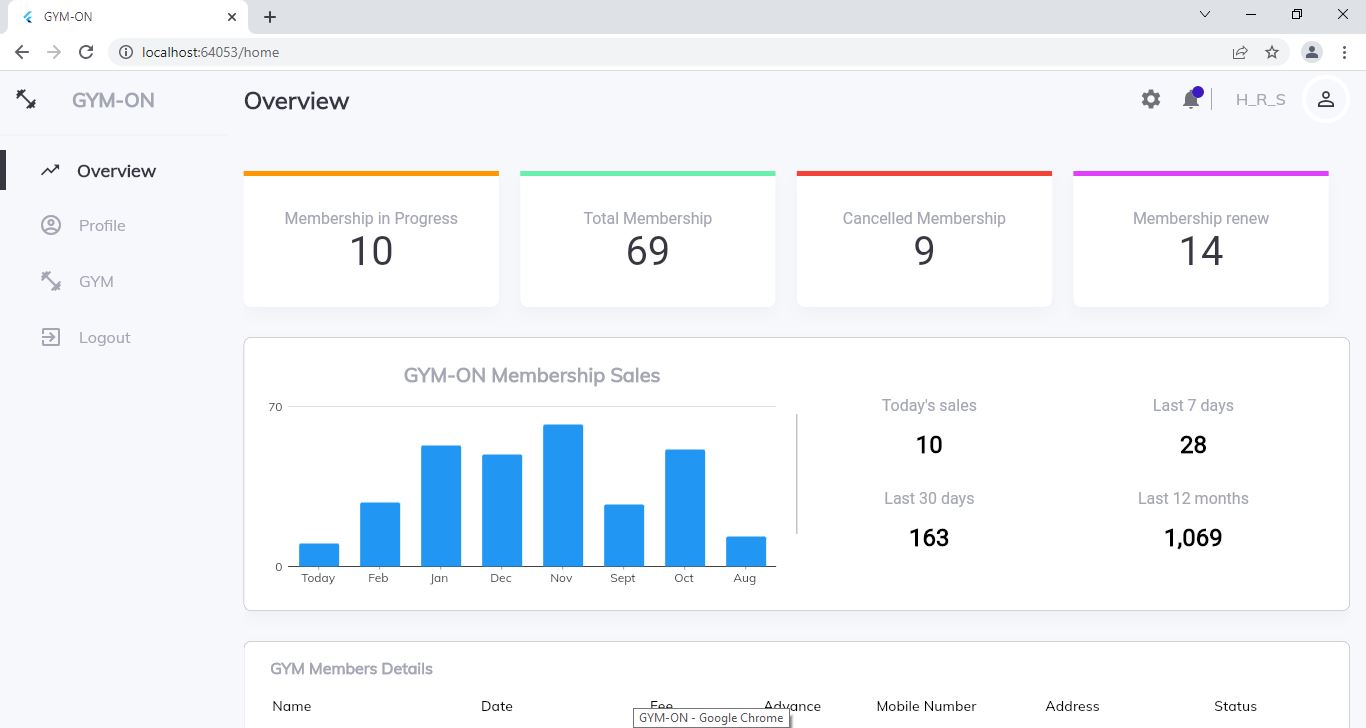 GYM-ON
localhost:64053/home
GYM-ON
Overview
H_R_S
Overview
Profile
GYM
Logout
Membership in Progress
10
Total Membership
69
Cancelled Membership
9
Membership renew
14
GYM-ON Membership Sales
70
0
Today Feb Jan Dec Nov Sept Oct Aug
Today's sales
10
Last 7 days
28
Last 30 days
163
Last 12 months
1,069
GYM Members Details
Name Date Fee Advance Mobile Number Address Status
GYM-ON - Google Chrome